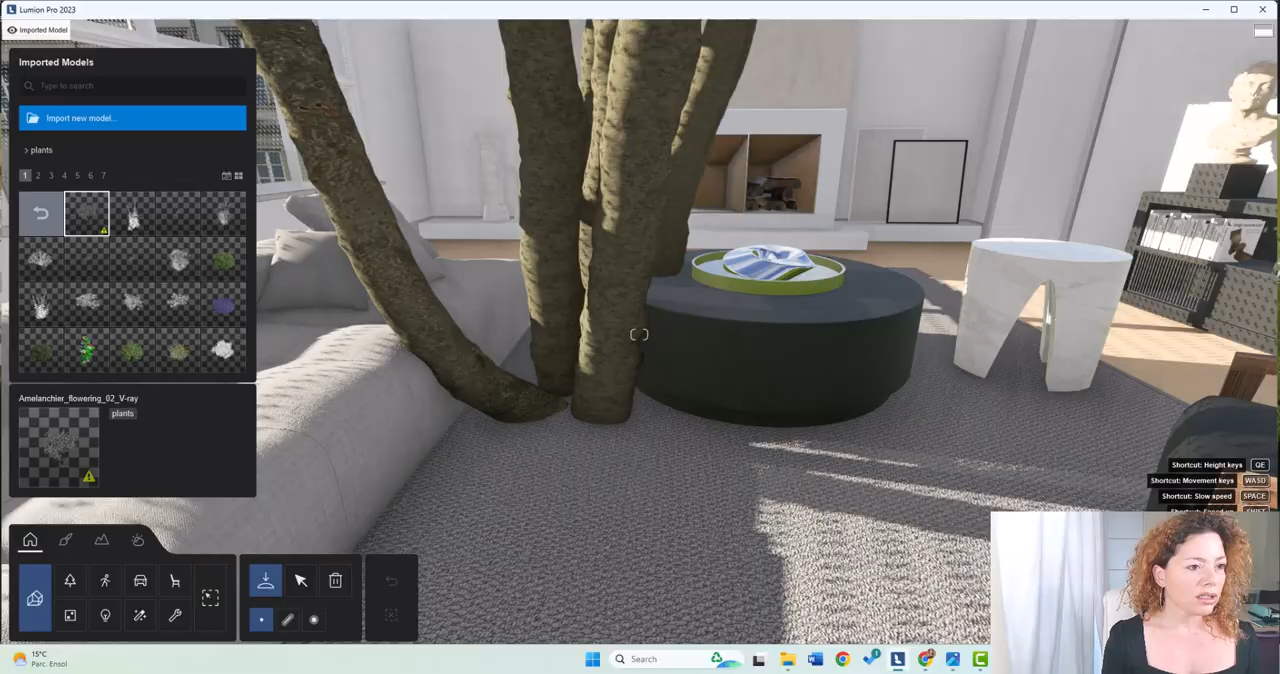 Lumion Pro 2023
Imported Model
Imported Models
Type to search
Import new model...
plants
1 2 3 4 5 6 7
Amelanchier_flowering_02_V-ray
plants
Shortcut: Height keys QE
Shortcut: Movement keys WASD
Shortcut: Slow speed SPACE
15°C
Parc. Ensol
Search